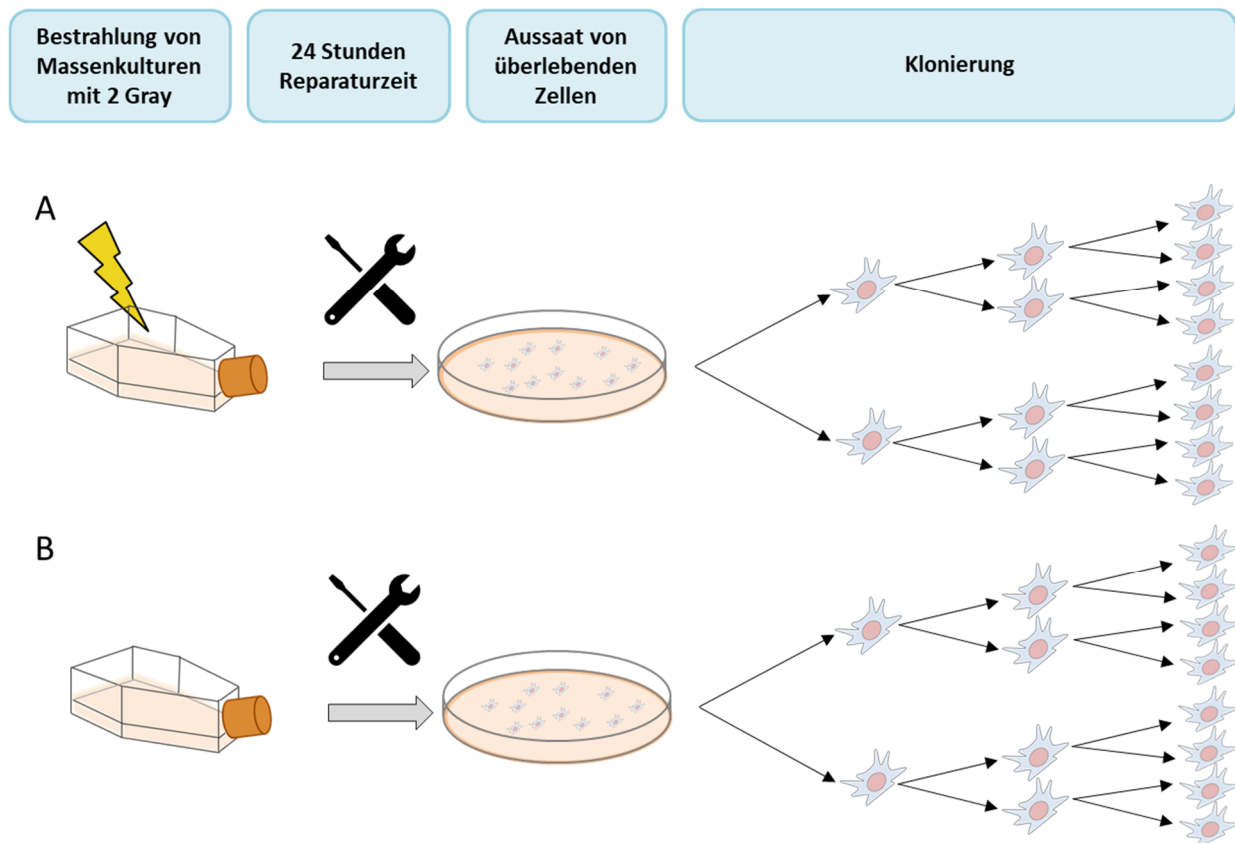 Bestrahlung von
Massenkulturen
mit 2 Gray
24 Stunden
Reparaturzeit
Aussaat von
überlebenden
Zellen
Klonierung
A
B